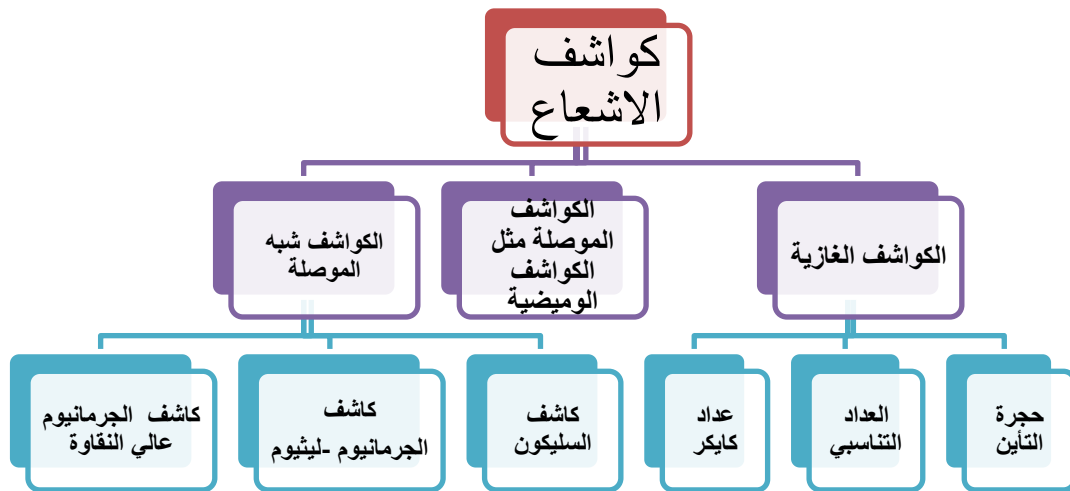 كواشف
الاشعاع
الكواشف الغازية
الكواشف
الموصلة مثل
الكواشف
الوميضية
الكواشف شبه
الموصلة
حجرة
التأين
العداد
التناسبي
عداد
كايكر
كاشف
السليكون
كاشف
الجرمانيوم -ليثيوم
كاشف الجرمانيوم
عالي النقاوة